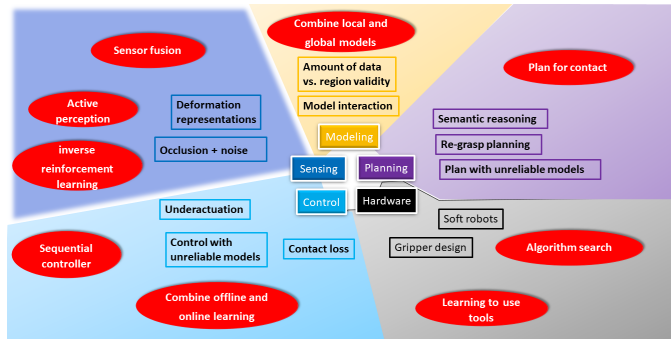 Combine local and
global models
Sensor fusion
Plan for contact
Amount of data
vs. region validity
Model interaction
Active
perception
Deformation
representations
Semantic reasoning
Modeling
Re-grasp planning
inverse
reinforcement
learning
Occlusion + noise
Sensing
Planning
Plan with unreliable models
Control
Hardware
Underactuation
Soft robots
Sequential
controller
Control with
unreliable models
Contact loss
Gripper design
Algorithm search
Combine offline and
online learning
Learning to use
tools